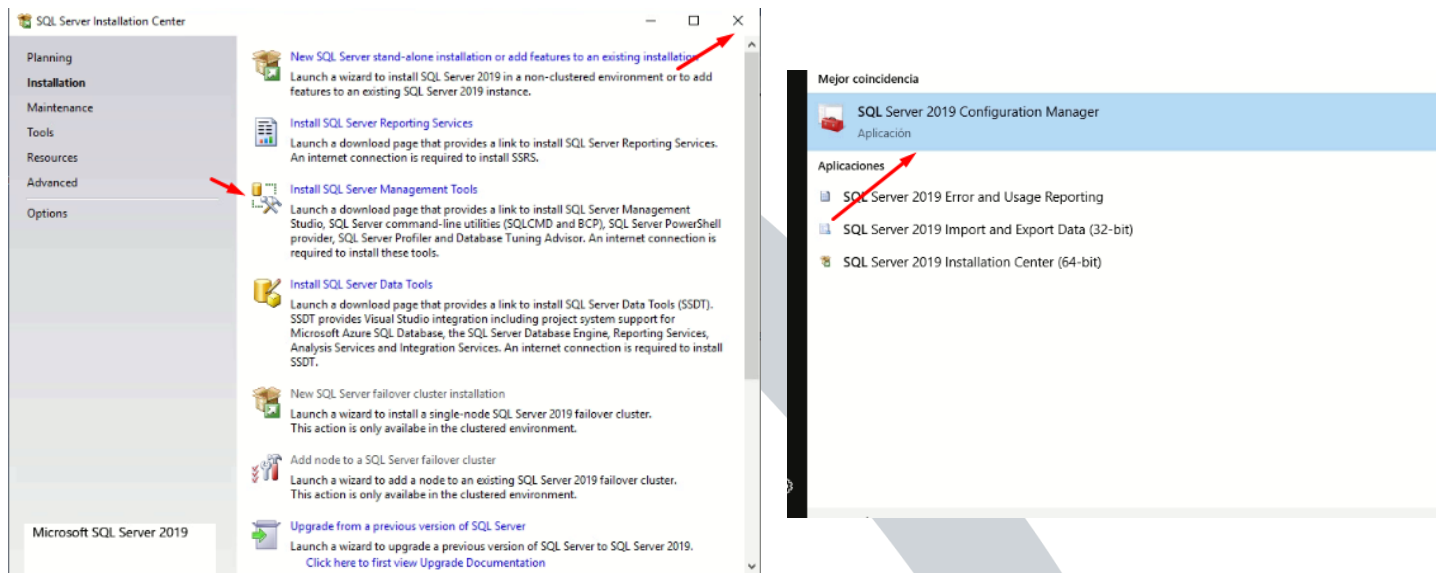 SQL Server Installation Center
Planning
Installation
Maintenance
Tools
Resources
Advanced
Options
Microsoft SQL Server 2019
New SQL Server stand-alone installation or add features to an existing installation
Launch a wizard to install SQL Server 2019 in a non-clustered environment or to add
features to an existing SQL Server 2019 instance.
Install SQL Server Reporting Services
Launch a download page that provides a link to install SQL Server Reporting Services.
An internet connection is required to install SSRS.
Install SQL Server Management Tools
Launch a download page that provides a link to install SQL Server Management
Studio, SQL Server command-line utilities (SQLCMD and BCP), SQL Server PowerShell
provider, SQL Server Profiler and Database Tuning Advisor. An internet connection is
required to install these tools.
Install SQL Server Data Tools
Launch a download page that provides a link to install SQL Server Data Tools (SSDT).
SSDT provides Visual Studio integration including project system support for
Microsoft Azure SQL Database, the SQL Server Database Engine, Reporting Services,
Analysis Services and Integration Services. An internet connection is required to install
SSDT.
New SQL Server failover cluster installation
Launch a wizard to install a single-node SQL Server 2019 failover cluster.
This action is only availabe in the clustered environment.
Add node to a SQL Server failover cluster
Launch a wizard to add a node to an existing SQL Server 2019 failover cluster.
This action is only availabe in the clustered environment.
Upgrade from a previous version of SQL Server
Launch a wizard to upgrade a previous version of SQL Server to SQL Server 2019.
Click here to first view Upgrade Documentation
Mejor coincidencia
SQL Server 2019 Configuration Manager
Aplicación
Aplicaciones
SQL Server 2019 Error and Usage Reporting
SQL Server 2019 Import and Export Data (32-bit)
SQL Server 2019 Installation Center (64-bit)